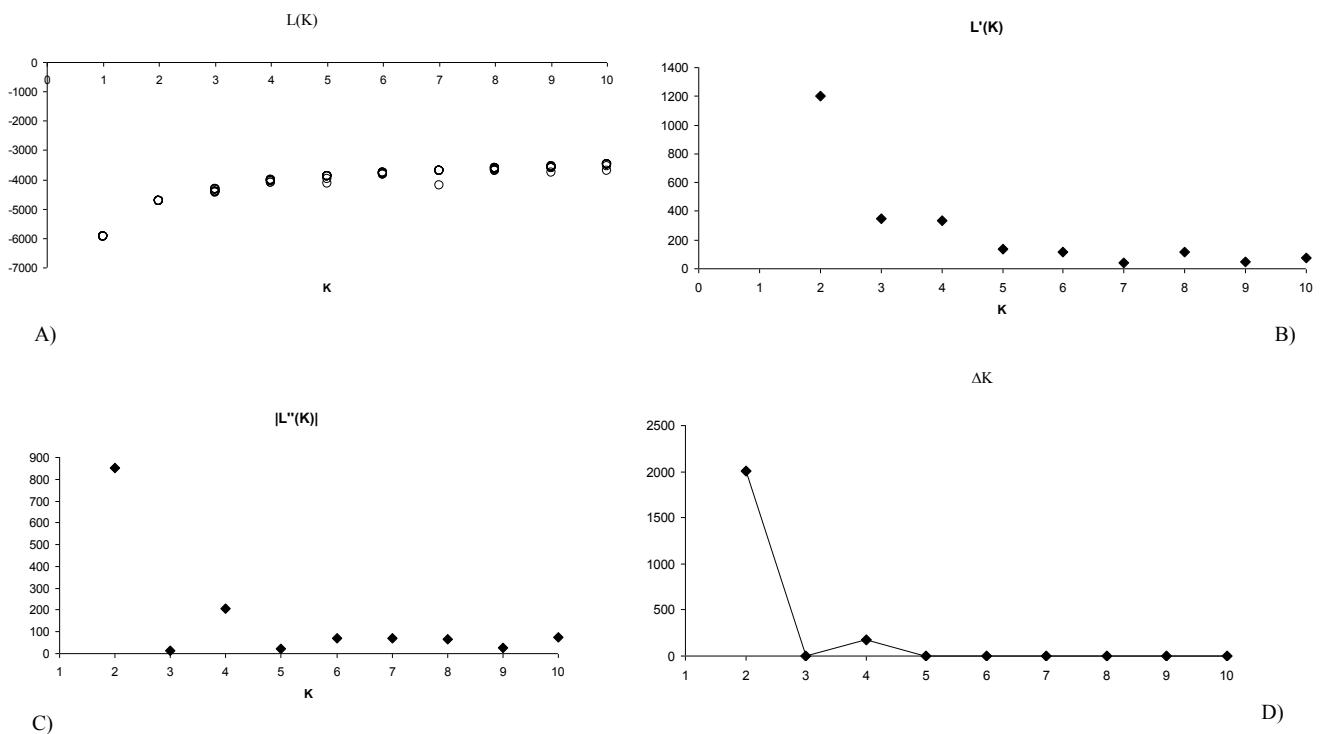 L(K)
0
0 1 2 3 4 5 6 7 8 9 10
-1000
-2000
-3000
-4000
-5000
-6000
-7000
K
A)
L'(K)
1400
1200
1000
800
600
400
200
0
0 1 2 3 4 5 6 7 8 9 10
K
B)
|L''(K)|
900
800
700
600
500
400
300
200
100
0
1 2 3 4 5 6 7 8 9 10
K
C)
ΔK
2500
2000
1500
1000
500
0
1 2 3 4 5 6 7 8 9 10
D)